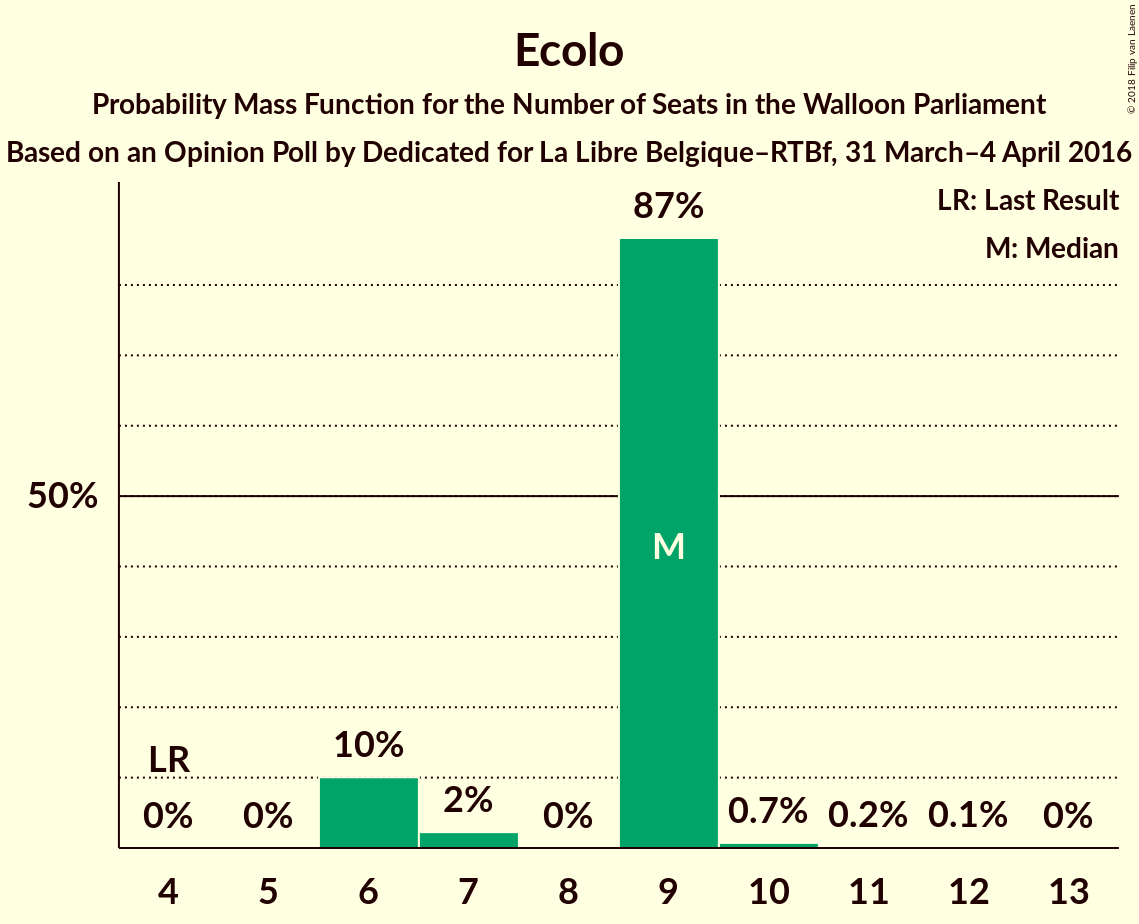 Ecolo
Probability Mass Function for the Number of Seats in the Walloon Parliament
Based on an Opinion Poll by Dedicated for La Libre Belgique–RTBf, 31 March–4 April 2016
© 2018 Filip van Laenen
LR: Last Result
M: Median
87%
50%
M
LR
10%
0% 0% 2% 0% 0.7% 0.2% 0.1% 0%
4 5 6 7 8 9 10 11 12 13